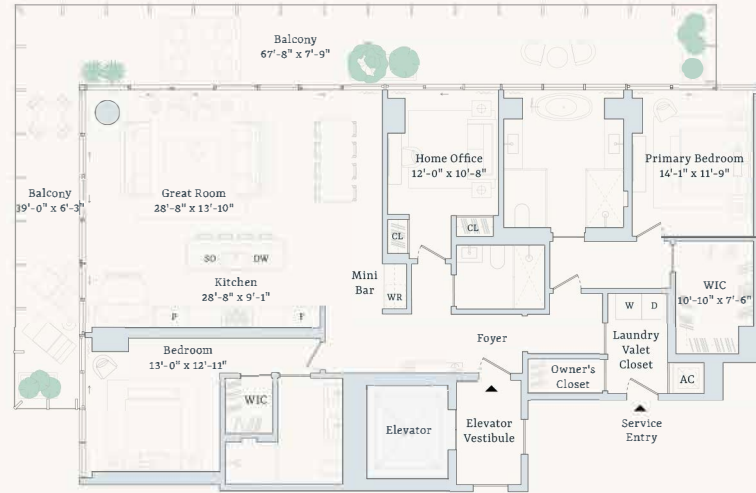 Balcony
67'-8" x 7'-9"
Home Office
12'-0" x 10'-8"
Primary Bedroom
14'-1" x 11'-9"
Balcony
39'-0" x 6'-3"
Great Room
28'-8" x 13'-10"
CL
CL
SO
DW
Mini
Bar
WR
Kitchen
28'-8" x 9'-1"
WIC
10'-10" x 7'-6"
W
D
P
F
Foyer
Laundry
Valet
Closet
Bedroom
13'-0" x 12'-11"
Owner's
Closet
AC
WIC
Elevator
Elevator
Vestibule
Service
Entry